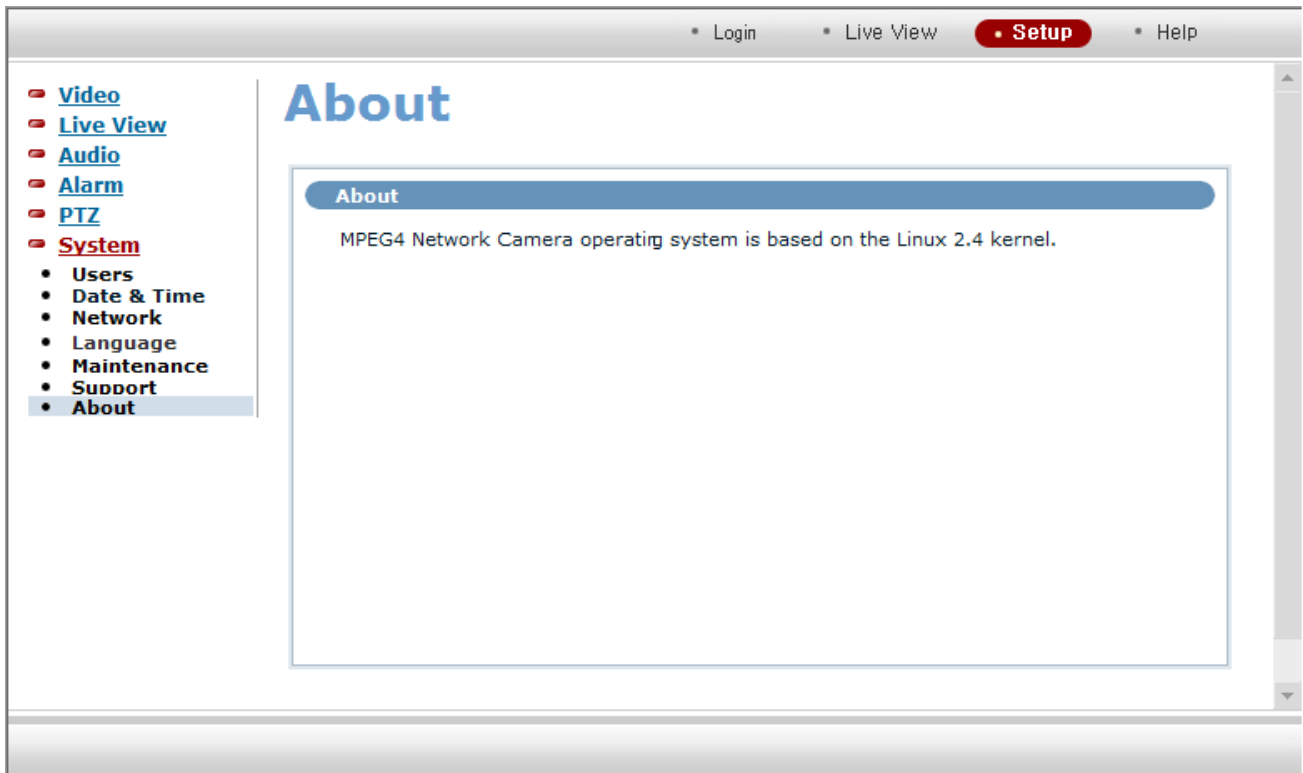 Login
Live View
Setup
Help
Video
Live View
Audio
Alarm
PTZ
System
Users
Date & Time
Network
Language
Maintenance
Support
About
About
About
MPEG4 Network Camera operating system is based on the Linux 2.4 kernel.